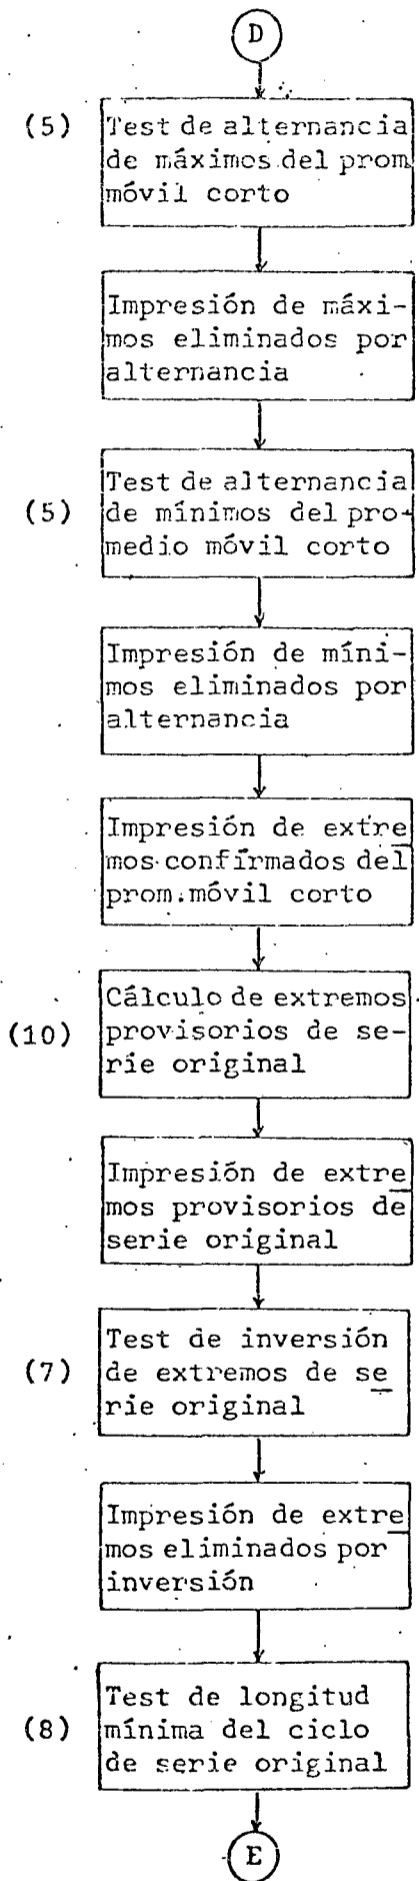 D
(5)
Test de alternancia
de máximos del prom
móvil corto
Impresión de máxi-
mos eliminados por
alternancia
(5)
Test de alternancia
de mínimos del pro-
medio móvil corto
Impresión de míni-
mos eliminados por
alternancia
Impresión de extre
mos confirmados del
prom. móvil corto
(10)
Cálculo de extremos
provisorios de se-
rie original
Impresión de extre
mos provisorios de
serie original
(7)
Test de inversión
de extremos de se
rie original
Impresión de extre
mos eliminados por
inversión
(8)
Test de longitud
mínima del ciclo
de serie original
E